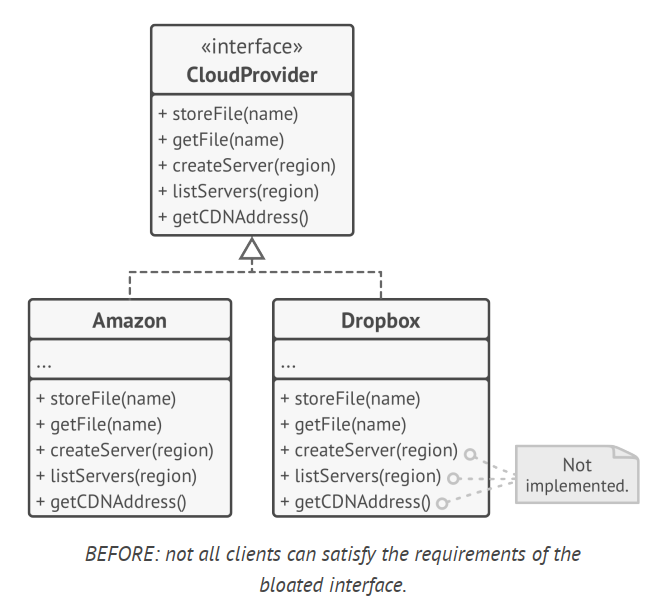 «interface»
CloudProvider
+ storeFile(name)
+ getFile(name)
+ createServer(region)
+ listServers(region)
+ getCDNAddress()
Amazon
...
+ storeFile(name)
+ getFile(name)
+ createServer(region)
+ listServers(region)
+ getCDNAddress()
Dropbox
...
+ storeFile(name)
+ getFile(name)
+ createServer(region)
+ listServers(region)
+ getCDNAddress()
Not
implemented.
BEFORE: not all clients can satisfy the requirements of the
bloated interface.